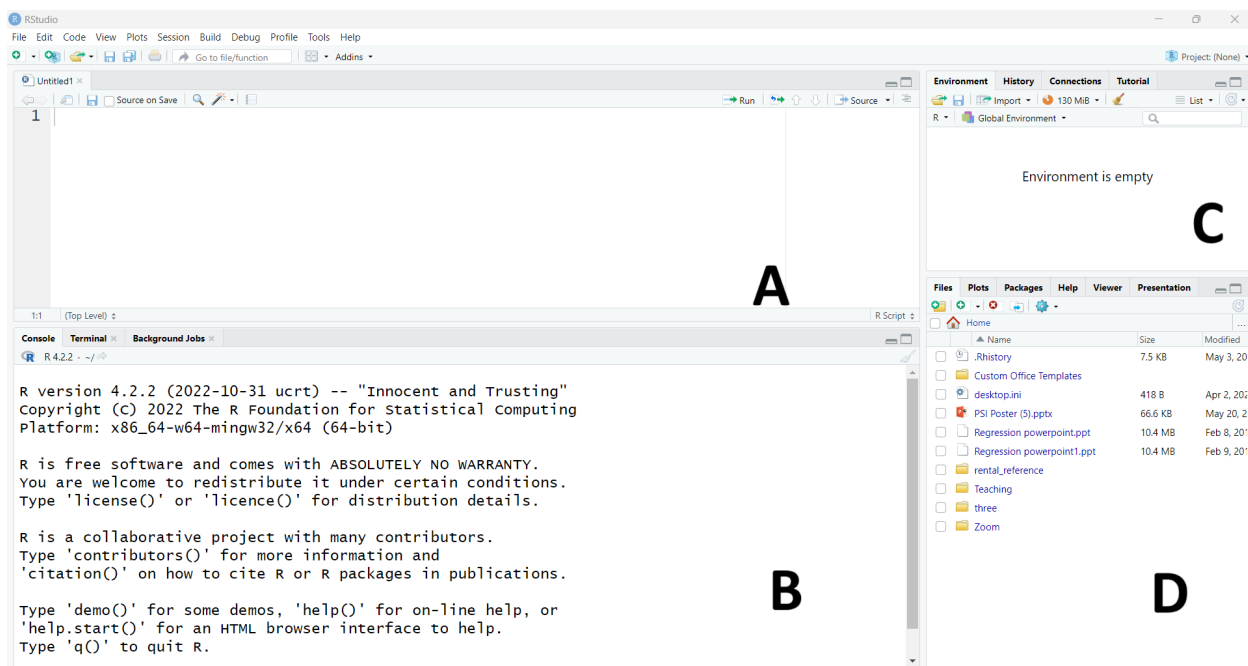 RStudio
File Edit Code View Plots Session Build Debug Profile Tools Help
Go to file/function Addins Project: (None)
Untitled1
Source on Save Run Source
1
A
1:1 (Top Level) R Script
Console Terminal Background Jobs
R 4.2.2 · ~/
R version 4.2.2 (2022-10-31 ucrt) -- "Innocent and Trusting"
Copyright (C) 2022 The R Foundation for Statistical Computing
Platform: x86_64-w64-mingw32/x64 (64-bit)
R is free software and comes with ABSOLUTELY NO WARRANTY.
You are welcome to redistribute it under certain conditions.
Type 'license()' or 'licence()' for distribution details.
R is a collaborative project with many contributors.
Type 'contributors()' for more information and
'citation()' on how to cite R or R packages in publications.
Type 'demo()' for some demos, 'help()' for on-line help, or
'help.start()' for an HTML browser interface to help.
Type 'q()' to quit R.
B
Environment History Connections Tutorial
Import 130 MiB List
R Global Environment
Environment is empty
C
Files Plots Packages Help Viewer Presentation
Home ...
Name Size Modified
.Rhistory 7.5 KB May 3, 20
Custom Office Templates
desktop.ini 418 B Apr 2, 202
PSI Poster (5).pptx 66.6 KB May 20, 2
Regression powerpoint.ppt 10.4 MB Feb 8, 201
Regression powerpoint1.ppt 10.4 MB Feb 9, 201
rental_reference
Teaching
three
Zoom
D